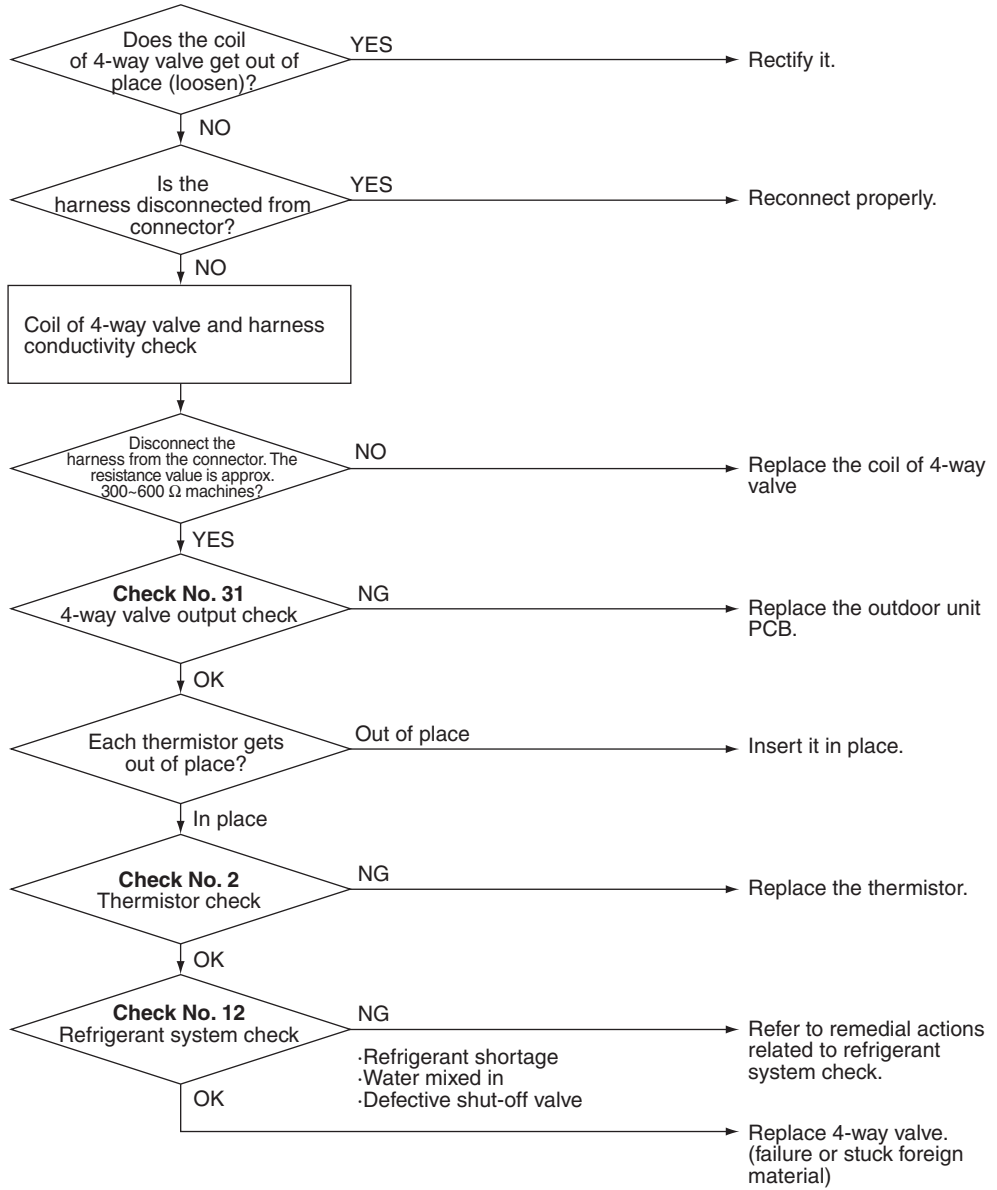 Does the coil
of 4-way valve get out of
place (loosen)?
YES
Rectify it.
NO
Is the
harness disconnected from
connector?
YES
Reconnect properly.
NO
Coil of 4-way valve and harness
conductivity check
Disconnect the
harness from the connector. The
resistance value is approx.
300~600 Ω machines?
NO
Replace the coil of 4-way
valve
YES
Check No. 31
4-way valve output check
NG
Replace the outdoor unit
PCB.
OK
Each thermistor gets
out of place?
Out of place
Insert it in place.
In place
Check No. 2
Thermistor check
NG
Replace the thermistor.
OK
Check No. 12
Refrigerant system check
NG
·Refrigerant shortage
·Water mixed in
·Defective shut-off valve
Refer to remedial actions
related to refrigerant
system check.
OK
Replace 4-way valve.
(failure or stuck foreign
material)